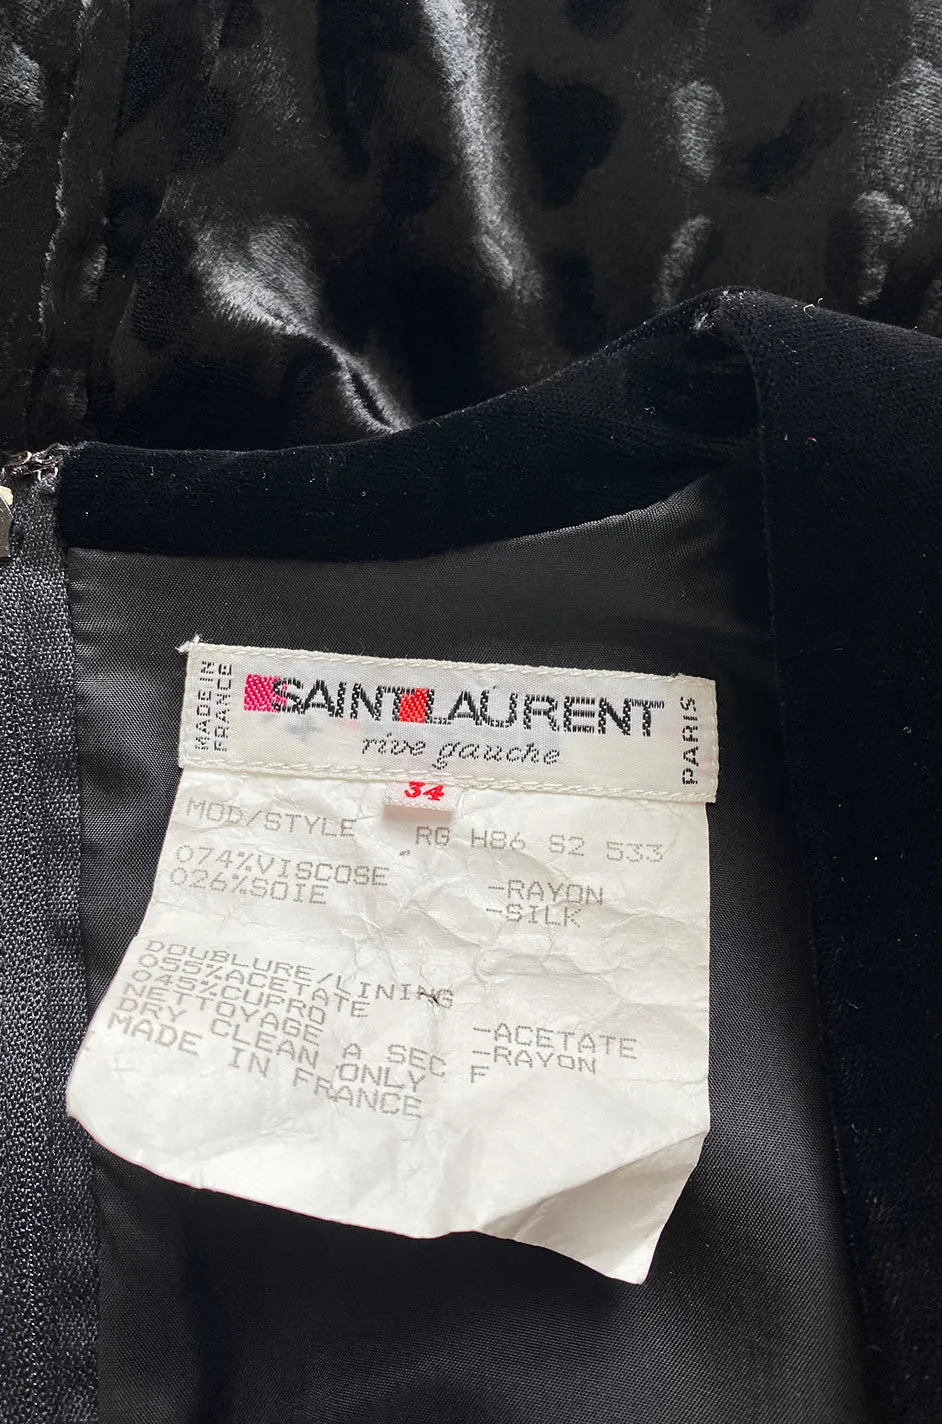 MADE IN
FRANCE
SAINT LAURENT
rive gauche
PARIS
34
MOD/STYLE RG H86 S2 533
074%VISCOSE -RAYON
026%SOIE -SILK
DOUBLURE/LINING
055%ACETATE -ACETATE
045%CUPRO -RAYON
NETTOYAGE A SEC F
DRY CLEAN ONLY
MADE IN FRANCE